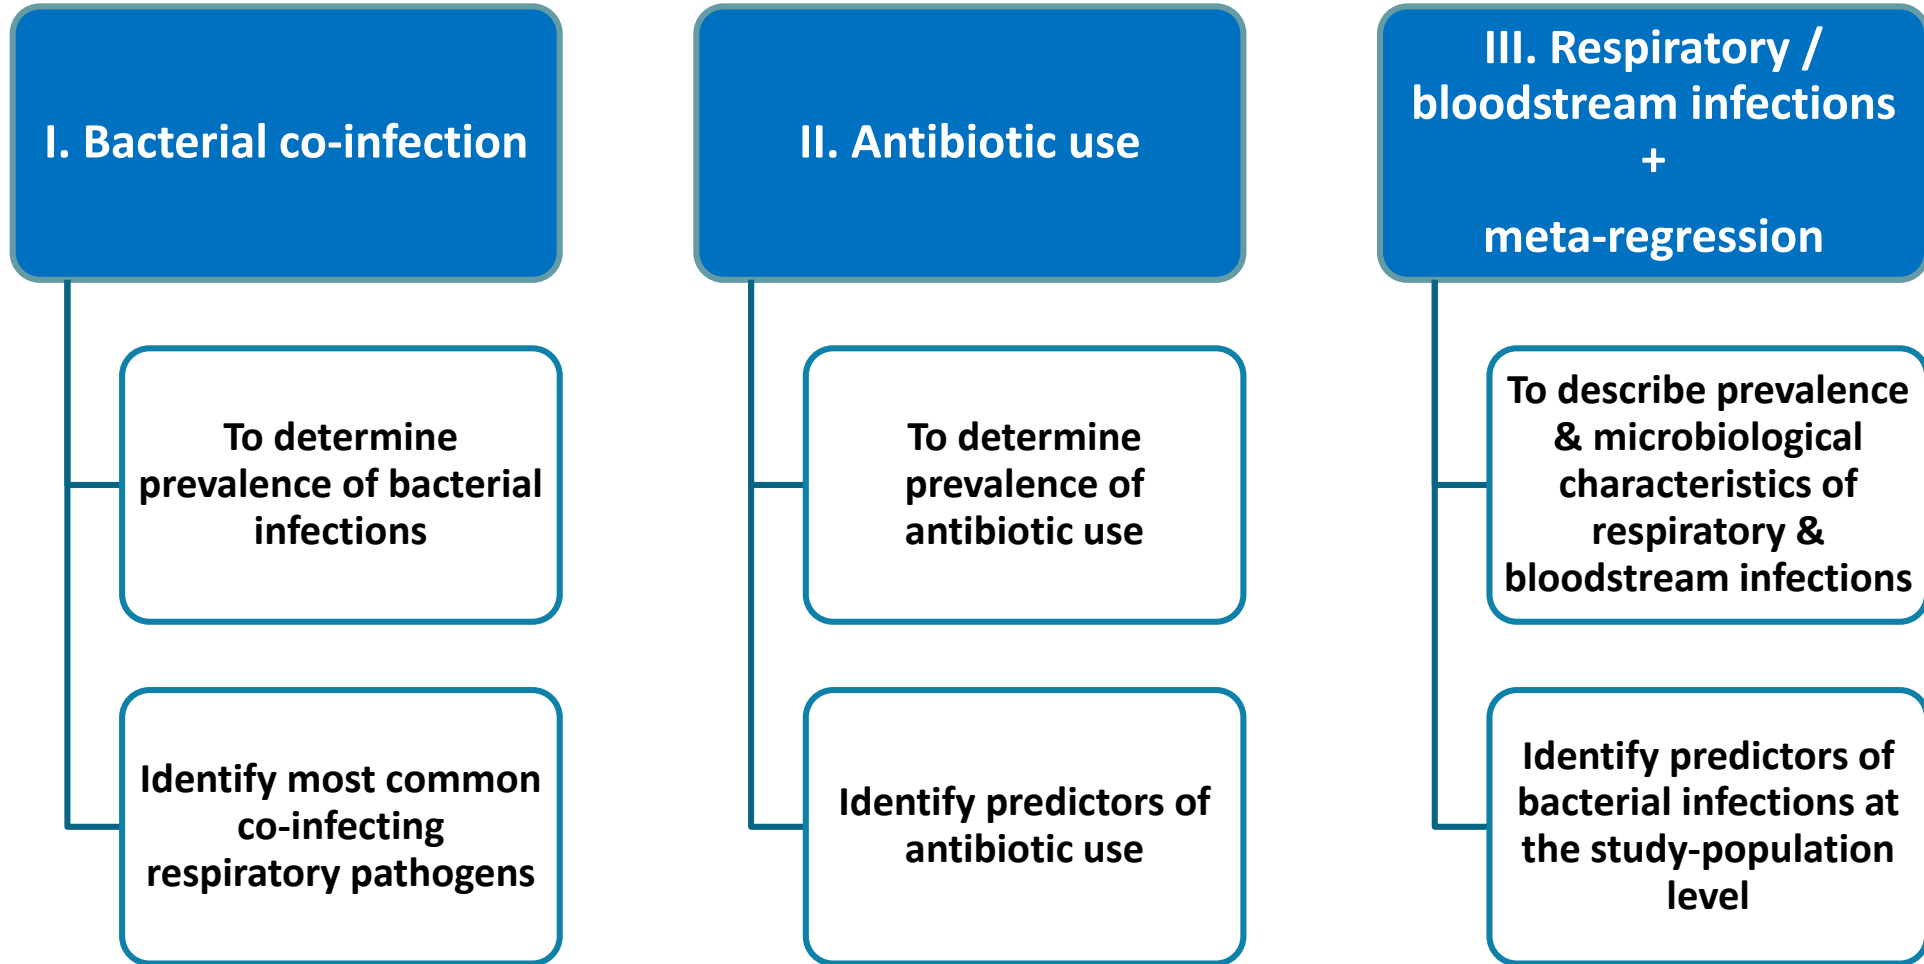 I. Bacterial co-infection
To determine
prevalence of bacterial
infections
Identify most common
co-infecting
respiratory pathogens
II. Antibiotic use
To determine
prevalence of
antibiotic use
Identify predictors of
antibiotic use
III. Respiratory /
bloodstream infections
+
meta-regression
To describe prevalence
& microbiological
characteristics of
respiratory &
bloodstream infections
Identify predictors of
bacterial infections at
the study-population
level